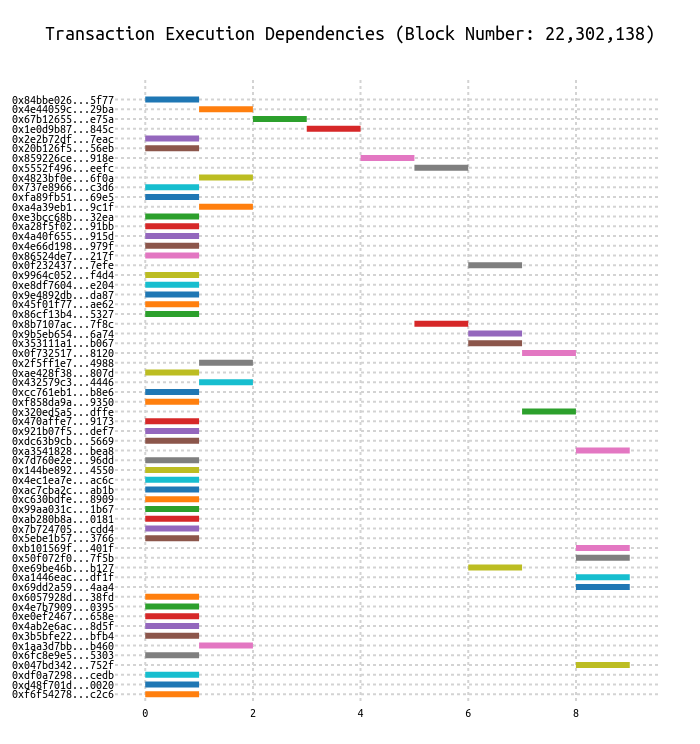 Transaction Execution Dependencies (Block Number: 22,302,138)
0x84bbe026...5f77
0x4e44059c...29ba
0x67b12655...e75a
0x1e0d9b87...845c
0x2e2b72df...7eac
0x20b126f5...56eb
0x859226ce...918e
0x5552f496...eefc
0x4823bf0e...6f0a
0x737e8966...c3d6
0xfa89fb51...69e5
0xa4a39eb1...9c1f
0xe3bcc68b...32ea
0xa28f5f02...91bb
0x4a40f655...915d
0x4e66d198...979f
0x86524de7...217f
0x0f232437...7efe
0x9964c052...f4d4
0xe8df7604...e204
0x9e4892db...da87
0x45f01f77...ae62
0x86cf13b4...5327
0x8b7107ac...7f8c
0x9b5eb654...6a74
0x353111a1...b067
0x0f732517...8120
0x2f5ff1e7...4988
0xae428f38...807d
0x432579c3...4446
0xcc761eb1...b8e6
0xf858da9a...9350
0x320ed5a5...dffe
0x470affe7...9173
0x921b07f5...def7
0xdc63b9cb...5669
0xa3541828...bea8
0x7d760e2e...96dd
0x144be892...4550
0x4ec1ea7e...ac6c
0xac7cba2c...ab1b
0xc630bdfe...8909
0x99aa031c...1b67
0xab280b8a...0181
0x7b724705...cdd4
0x5ebe1b57...3766
0xb101569f...401f
0x50f072f0...7f5b
0xe69be46b...b127
0xa1446eac...df1f
0x69dd2a59...4aa4
0x6057928d...38fd
0x4e7b7909...0395
0xe0ef2467...658e
0x4ab2e6ac...8d5f
0x3b5bfe22...bfb4
0x1aa3d7bb...b460
0x6fc8e9e5...5303
0x047bd342...752f
0xdf0a7298...cedb
0xd48f701d...0020
0xf6f54278...c2c6
0 2 4 6 8